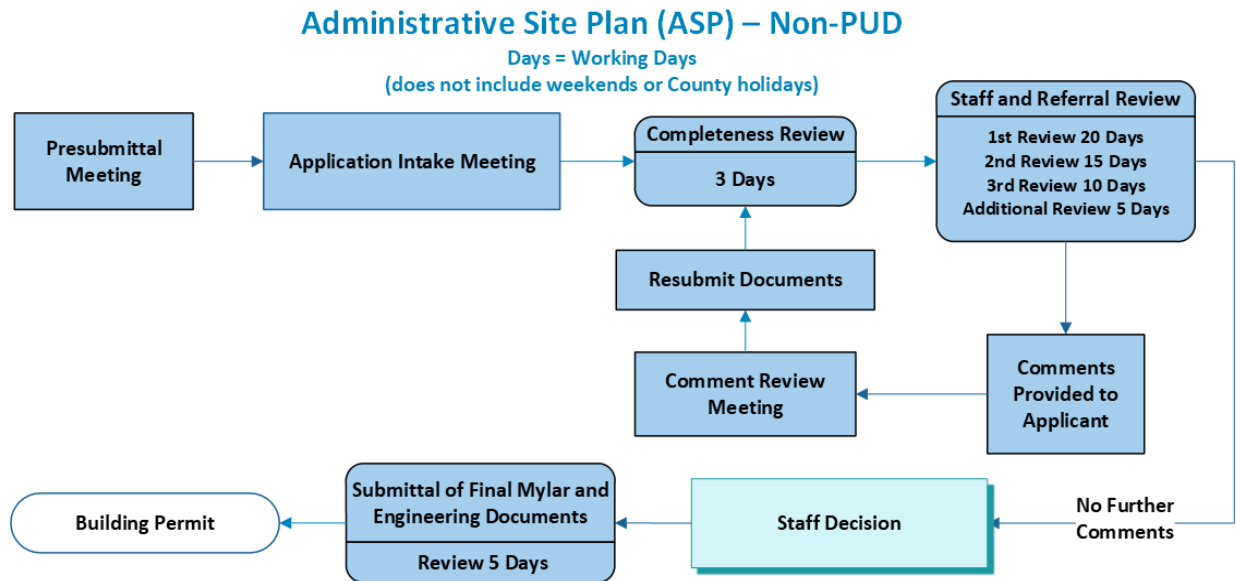 Administrative Site Plan (ASP) – Non-PUD
Days = Working Days
(does not include weekends or County holidays)
Presubmittal
Meeting
Application Intake Meeting
Completeness Review
3 Days
Staff and Referral Review
1st Review 20 Days
2nd Review 15 Days
3rd Review 10 Days
Additional Review 5 Days
Resubmit Documents
Comment Review
Meeting
Comments
Provided to
Applicant
Building Permit
Submittal of Final Mylar and
Engineering Documents
Review 5 Days
Staff Decision
No Further
Comments